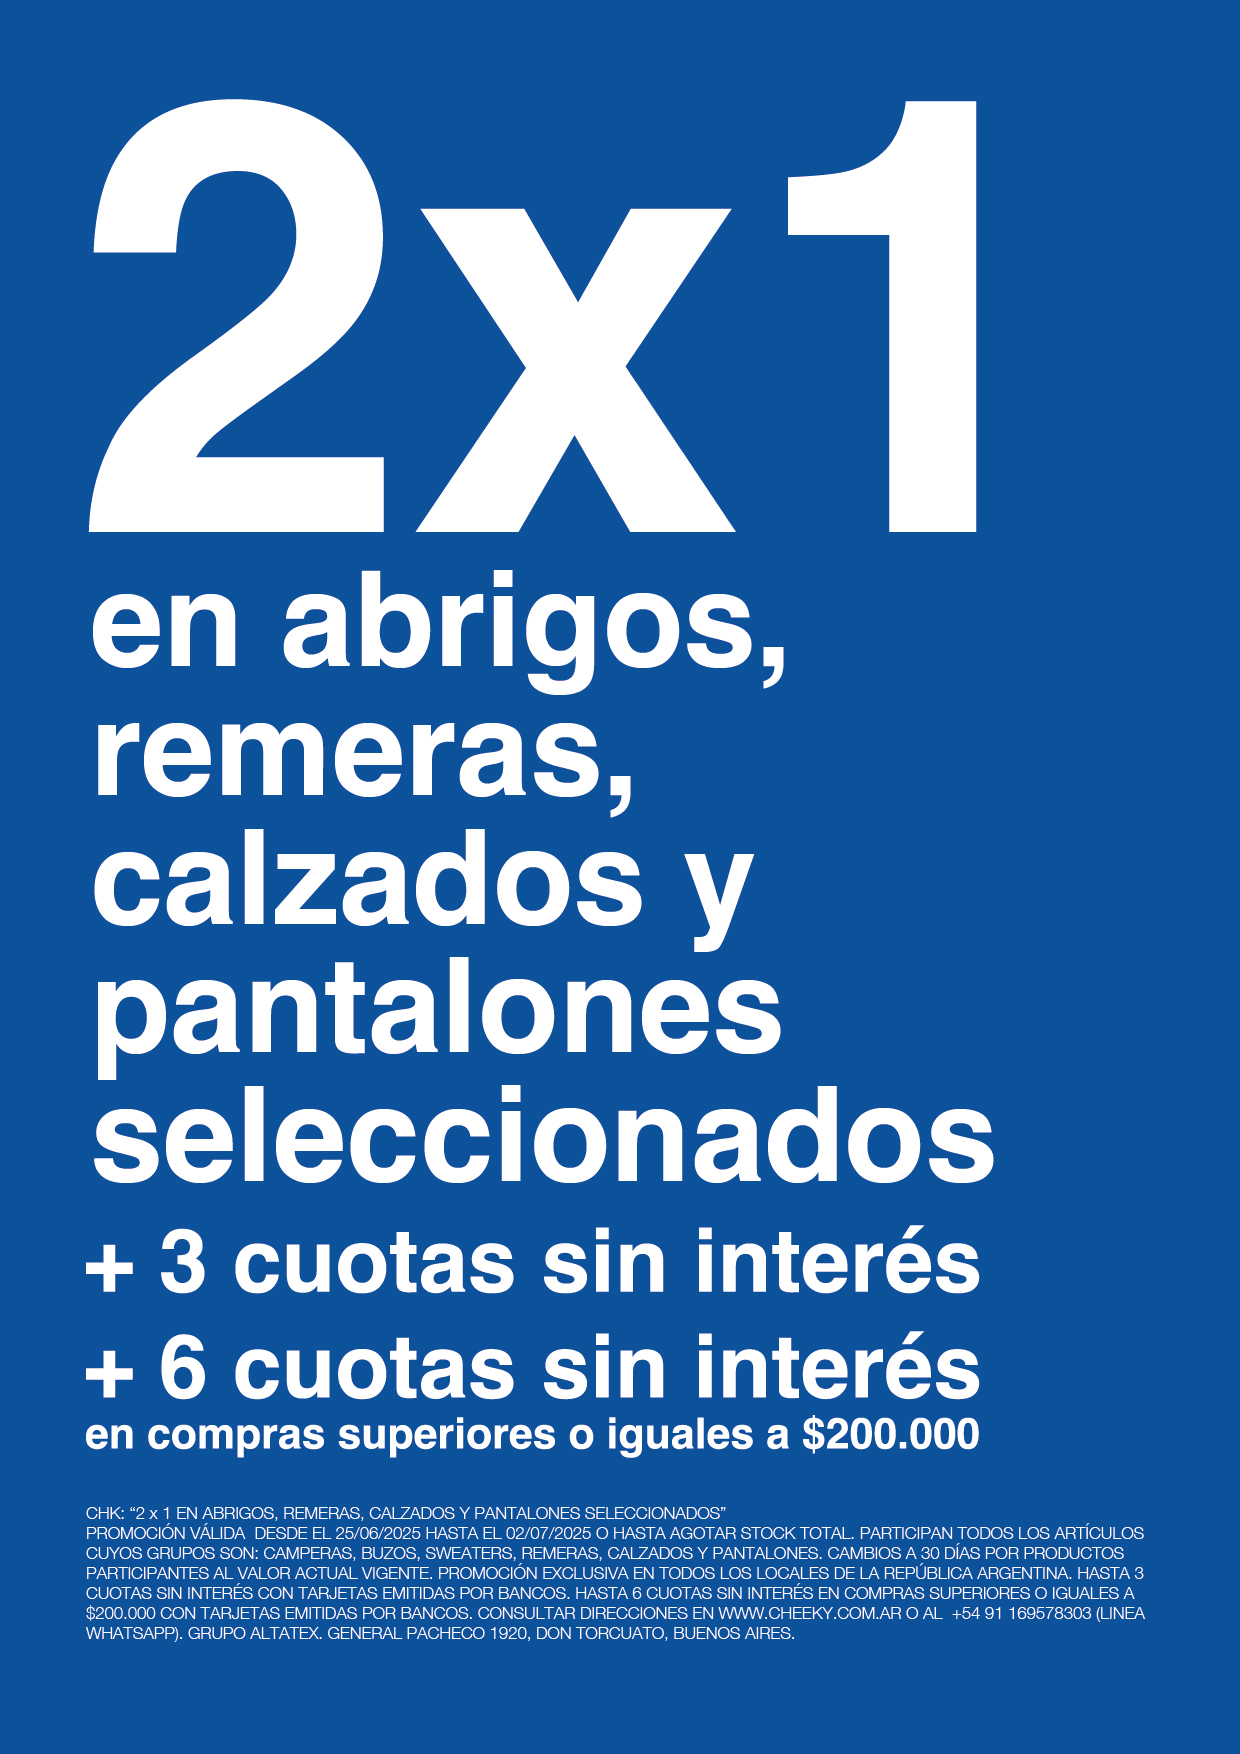 2x1
en abrigos,
remeras,
calzados y
pantalones
seleccionados
+ 3 cuotas sin interés
+ 6 cuotas sin interés
en compras superiores o iguales a $200.000
CHK: “2 x 1 EN ABRIGOS, REMERAS, CALZADOS Y PANTALONES SELECCIONADOS”
PROMOCIÓN VÁLIDA  DESDE EL 25/06/2025 HASTA EL 02/07/2025 O HASTA AGOTAR STOCK TOTAL. PARTICIPAN TODOS LOS ARTÍCULOS
CUYOS GRUPOS SON: CAMPERAS, BUZOS, SWEATERS, REMERAS, CALZADOS Y PANTALONES. CAMBIOS A 30 DÍAS POR PRODUCTOS
PARTICIPANTES AL VALOR ACTUAL VIGENTE. PROMOCIÓN EXCLUSIVA EN TODOS LOS LOCALES DE LA REPÚBLICA ARGENTINA. HASTA 3
CUOTAS SIN INTERÉS CON TARJETAS EMITIDAS POR BANCOS. HASTA 6 CUOTAS SIN INTERÉS EN COMPRAS SUPERIORES O IGUALES A
$200.000 CON TARJETAS EMITIDAS POR BANCOS. CONSULTAR DIRECCIONES EN WWW.CHEEKY.COM.AR O AL  +54 91 169578303 (LINEA
WHATSAPP). GRUPO ALTATEX. GENERAL PACHECO 1920, DON TORCUATO, BUENOS AIRES.